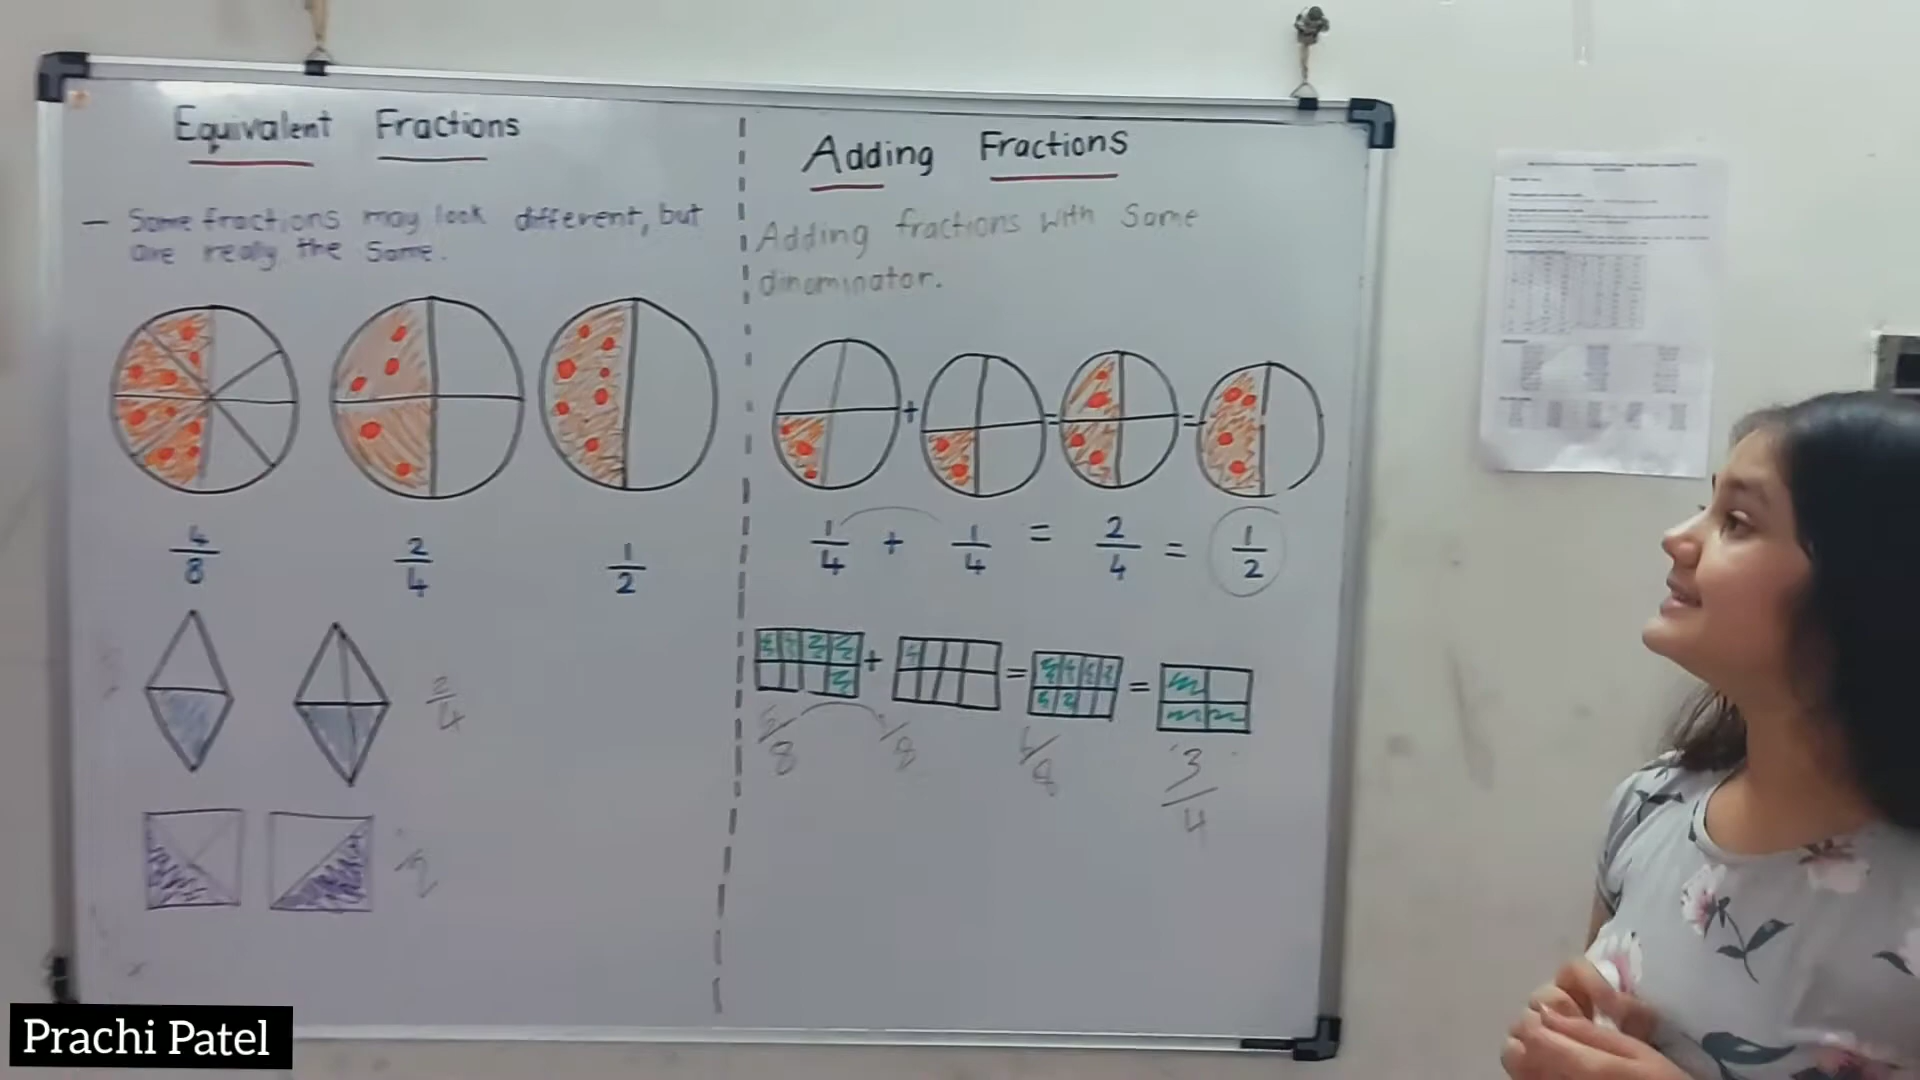 Equivalent Fractions
— Some fractions may look different, but
are really the Same.
4/8 2/4 1/2
2/4
1/2
Adding Fractions
Adding fractions with Same
dinominator.
+ = =
1/4 + 1/4 = 2/4 = 1/2
+ = =
5/8 1/8 6/8 3/4
Prachi Patel